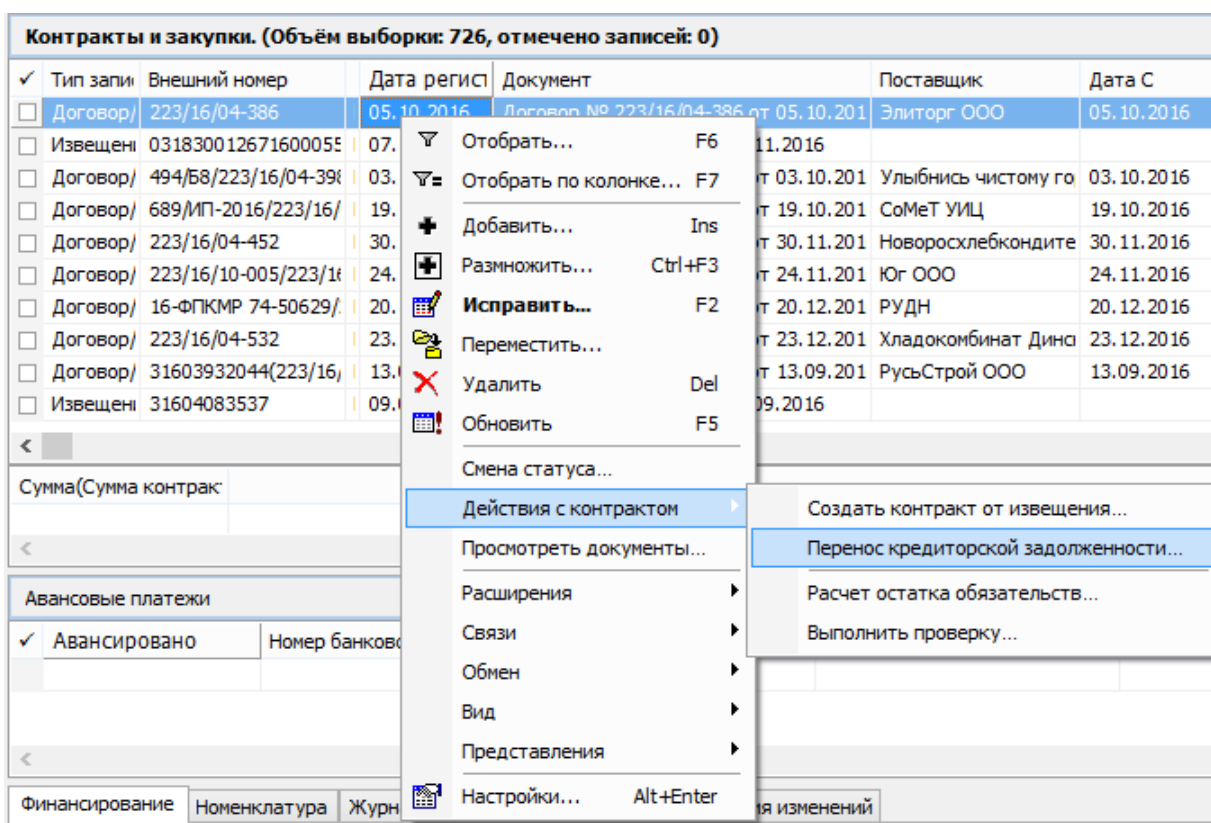 Контракты и закупки. (Объём выборки: 726, отмечено записей: 0)
✓ Тип запи Внешний номер Дата регист Документ Поставщик Дата С
Договор/ 223/16/04-386 05.10.2016 Договор № 223/16/04-386 от 05.10.201 Элиторг ООО 05.10.2016
Извещени 031830012671600055 07. 11.2016
Договор/ 494/Б8/223/16/04-398 03. от 03.10.201 Улыбнись чистому го 03.10.2016
Договор/ 689/ИП-2016/223/16/ 19. от 19.10.201 СоМеТ УИЦ 19.10.2016
Договор/ 223/16/04-452 30. от 30.11.201 Новоросхлебкондите 30.11.2016
Договор/ 223/16/10-005/223/16 24. от 24.11.201 Юг ООО 24.11.2016
Договор/ 16-ФПКМР 74-50629/ 20. от 20.12.201 РУДН 20.12.2016
Договор/ 223/16/04-532 23. от 23.12.201 Хладокомбинат Динс 23.12.2016
Договор/ 31603932044(223/16/ 13. от 13.09.201 РусьСтрой ООО 13.09.2016
Извещени 31604083537 09. 09.2016
Отобрать... F6
Отобрать по колонке... F7
Добавить... Ins
Размножить... Ctrl+F3
Исправить... F2
Переместить...
Удалить Del
Обновить F5
Смена статуса...
Действия с контрактом
Просмотреть документы...
Расширения
Связи
Обмен
Вид
Представления
Настройки... Alt+Enter
Создать контракт от извещения...
Перенос кредиторской задолженности...
Расчет остатка обязательств...
Выполнить проверку...
Сумма(Сумма контрак
Авансовые платежи
✓ Авансировано Номер банково
Финансирование Номенклатура Журн ия изменений